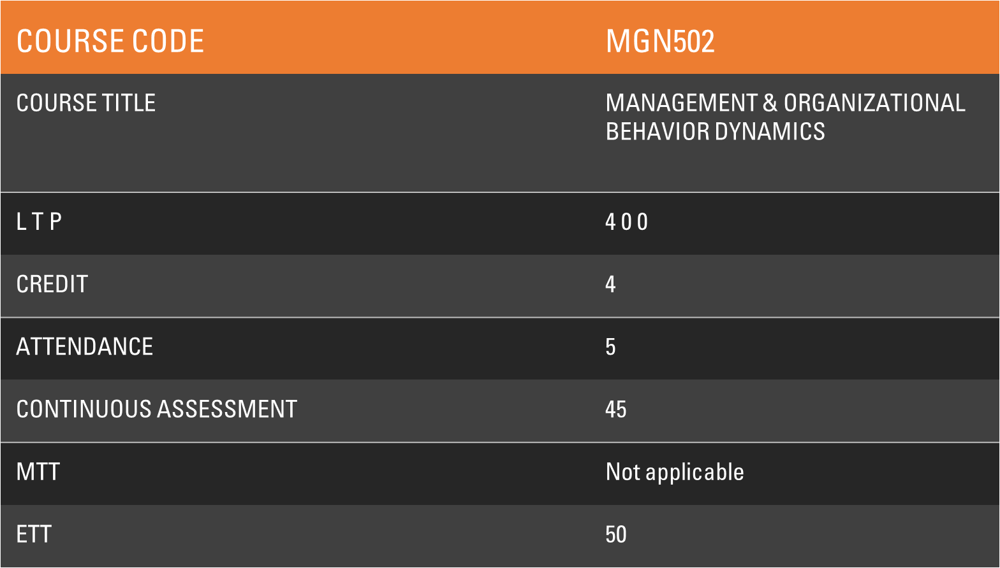 COURSE CODE MGN502
COURSE TITLE MANAGEMENT & ORGANIZATIONAL
BEHAVIOR DYNAMICS
L T P 4 0 0
CREDIT 4
ATTENDANCE 5
CONTINUOUS ASSESSMENT 45
MTT Not applicable
ETT 50